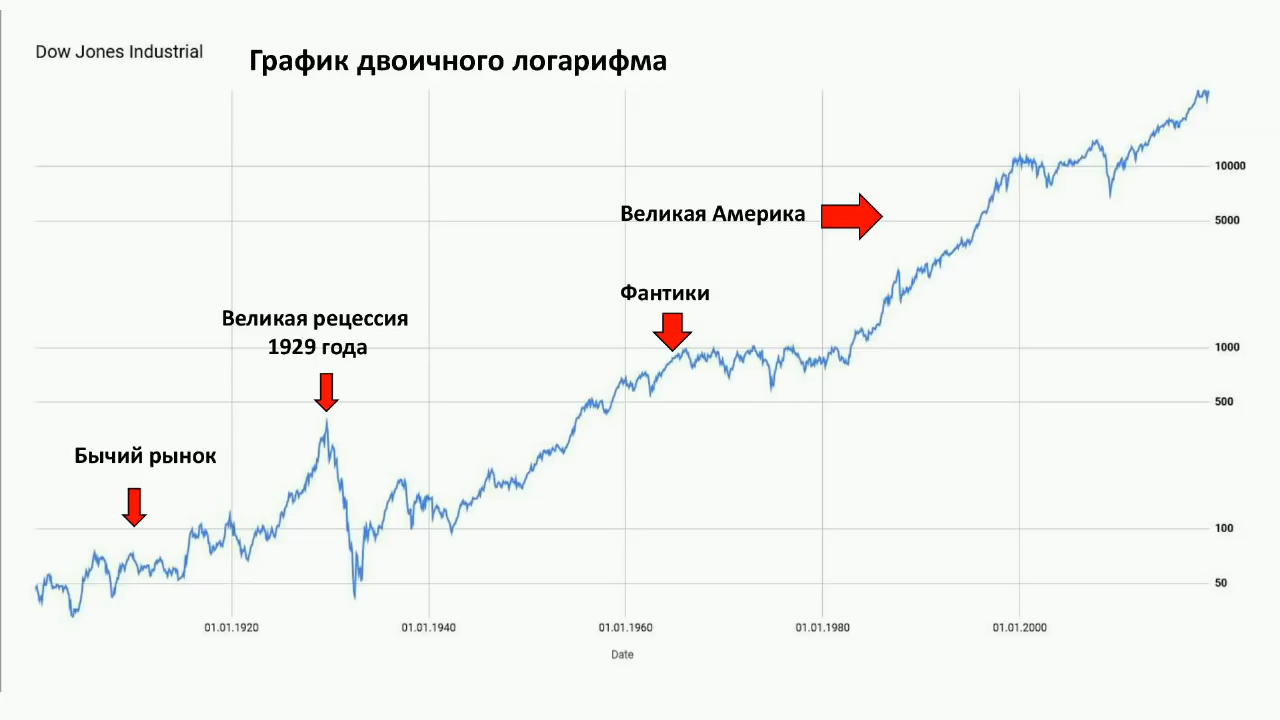 Dow Jones Industrial
График двоичного логарифма
10000
Великая Америка
5000
Фантики
Великая рецессия
1929 года
1000
500
Бычий рынок
100
50
01.01.1920
01.01.1940
01.01.1960
01.01.1980
01.01.2000
Date